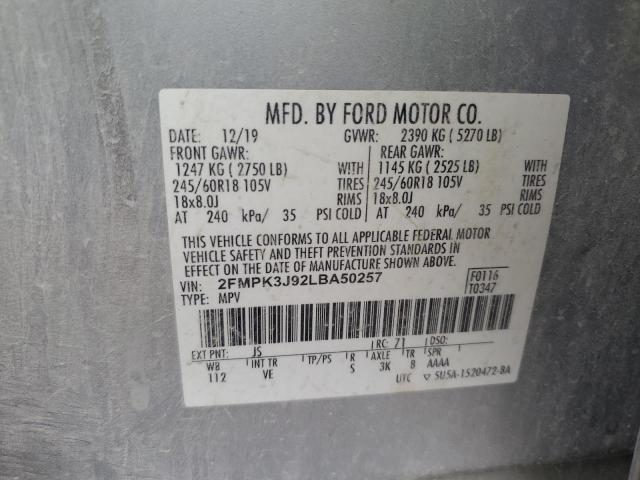 MFD. BY FORD MOTOR CO.
DATE: 12/19 GVWR: 2390 KG ( 5270 LB)
FRONT GAWR: REAR GAWR:
1247 KG ( 2750 LB) WITH 1145 KG ( 2525 LB) WITH
245/60R18 105V TIRES 245/60R18 105V TIRES
18x8.0J RIMS 18x8.0J RIMS
AT 240 kPa/ 35 PSI COLD AT 240 kPa/ 35 PSI COLD
THIS VEHICLE CONFORMS TO ALL APPLICABLE FEDERAL MOTOR
VEHICLE SAFETY AND THEFT PREVENTION STANDARDS IN
EFFECT ON THE DATE OF MANUFACTURE SHOWN ABOVE.
VIN: 2FMPK3J92LBA50257 F0116
TYPE: MPV T0347
EXT PNT: JS RC: 71 DSO:
WB INT TR TP/PS R AXLE TR SPR
112 VE S 3K 8 AAAA
UTC ▽ 5U5A-1520472-BA